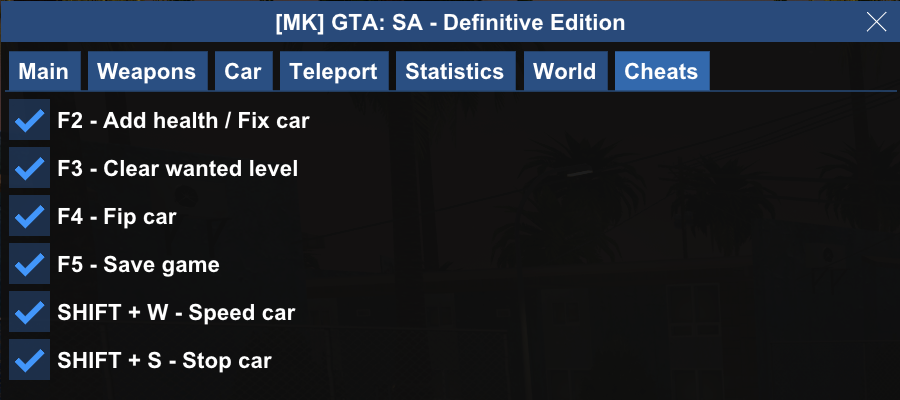 [MK] GTA: SA - Definitive Edition
Main Weapons Car Teleport Statistics World Cheats
F2 - Add health / Fix car
F3 - Clear wanted level
F4 - Fip car
F5 - Save game
SHIFT + W - Speed car
SHIFT + S - Stop car